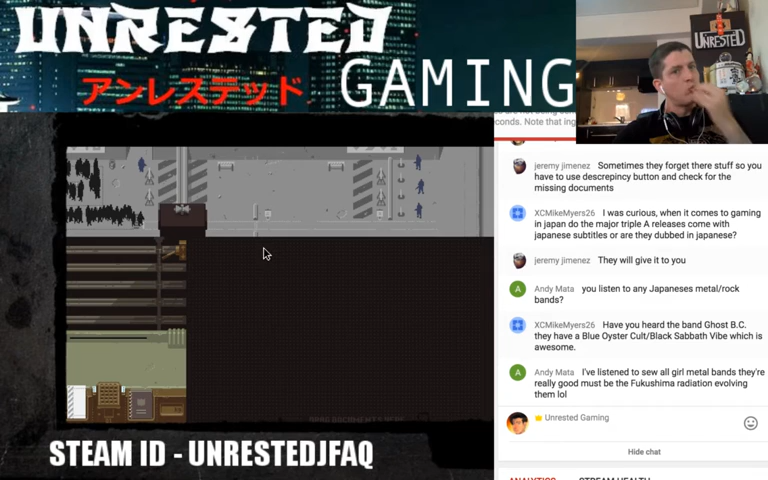 UNRESTED
アンレステッド GAMING
UNRESTED
conds. Note that ing
jeremy jimenez Sometimes they forget there stuff so you
have to use descrepincy button and check for the
missing documents
XCMikeMyers26 I was curious, when it comes to gaming
in japan do the major triple A releases come with
japanese subtitles or are they dubbed in japanese?
jeremy jimenez They will give it to you
A Andy Mata you listen to any Japaneses metal/rock
bands?
XCMikeMyers26 Have you heard the band Ghost B.C.
they have a Blue Oyster Cult/Black Sabbath Vibe which is
awesome.
A Andy Mata I've listened to sew all girl metal bands they're
really good must be the Fukushima radiation evolving
them lol
Unrested Gaming
Hide chat
ANALYTICS STREAM HEALTH
STEAM ID - UNRESTEDJFAQ